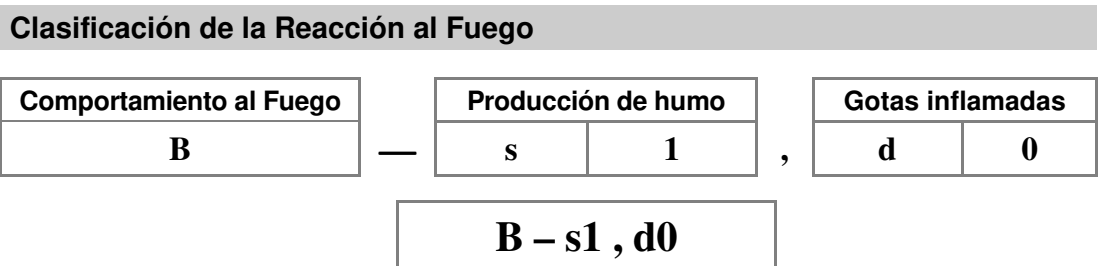 Clasificación de la Reacción al Fuego
Comportamiento al Fuego Producción de humo Gotas inflamadas
B — s 1 , d 0
B – s1 , d0